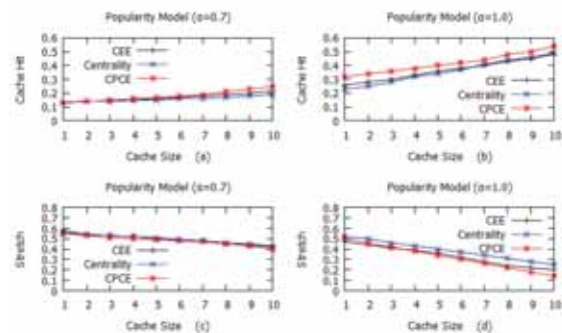 Popularity Model (α=0.7)
Cache Hit
0.6
0.5
0.4
0.3
0.2
0.1
0
CEE
Centrality
CPCE
1 2 3 4 5 6 7 8 9 10
Cache Size (a)
Popularity Model (α=1.0)
Cache Hit
0.6
0.5
0.4
0.3
0.2
0.1
0
CEE
Centrality
CPCE
1 2 3 4 5 6 7 8 9 10
Cache Size (b)
Popularity Model (α=0.7)
Stretch
0.8
0.7
0.6
0.5
0.4
0.3
0.2
0.1
0
CEE
Centrality
CPCE
1 2 3 4 5 6 7 8 9 10
Cache Size (c)
Popularity Model (α=1.0)
Stretch
0.8
0.7
0.6
0.5
0.4
0.3
0.2
0.1
0
CEE
Centrality
CPCE
1 2 3 4 5 6 7 8 9 10
Cache Size (d)